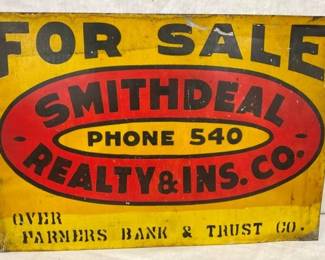 FOR SALE
SMITHDEAL
PHONE 540
REALTY & INS. CO.
OVER
FARMERS BANK & TRUST CO.